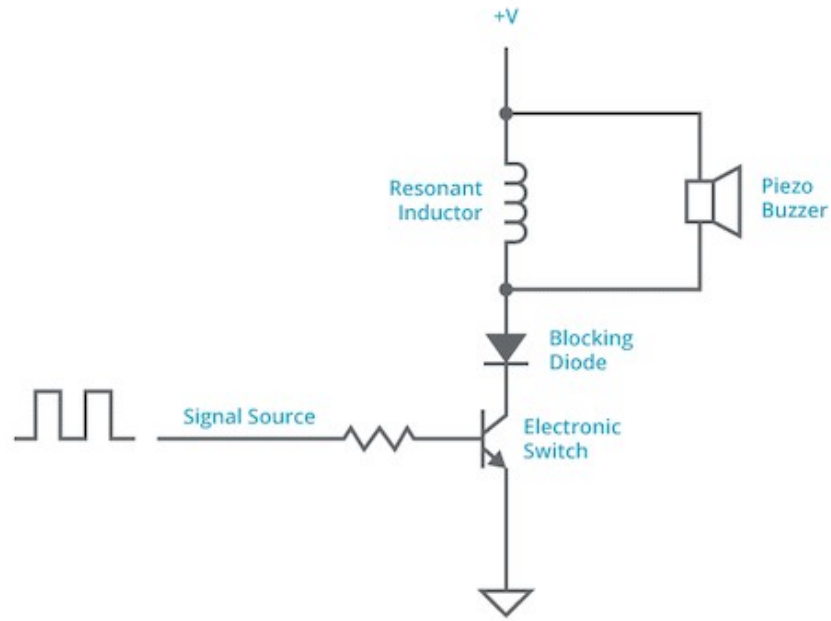 +V
Resonant
Inductor
Piezo
Buzzer
Blocking
Diode
Signal Source
Electronic
Switch